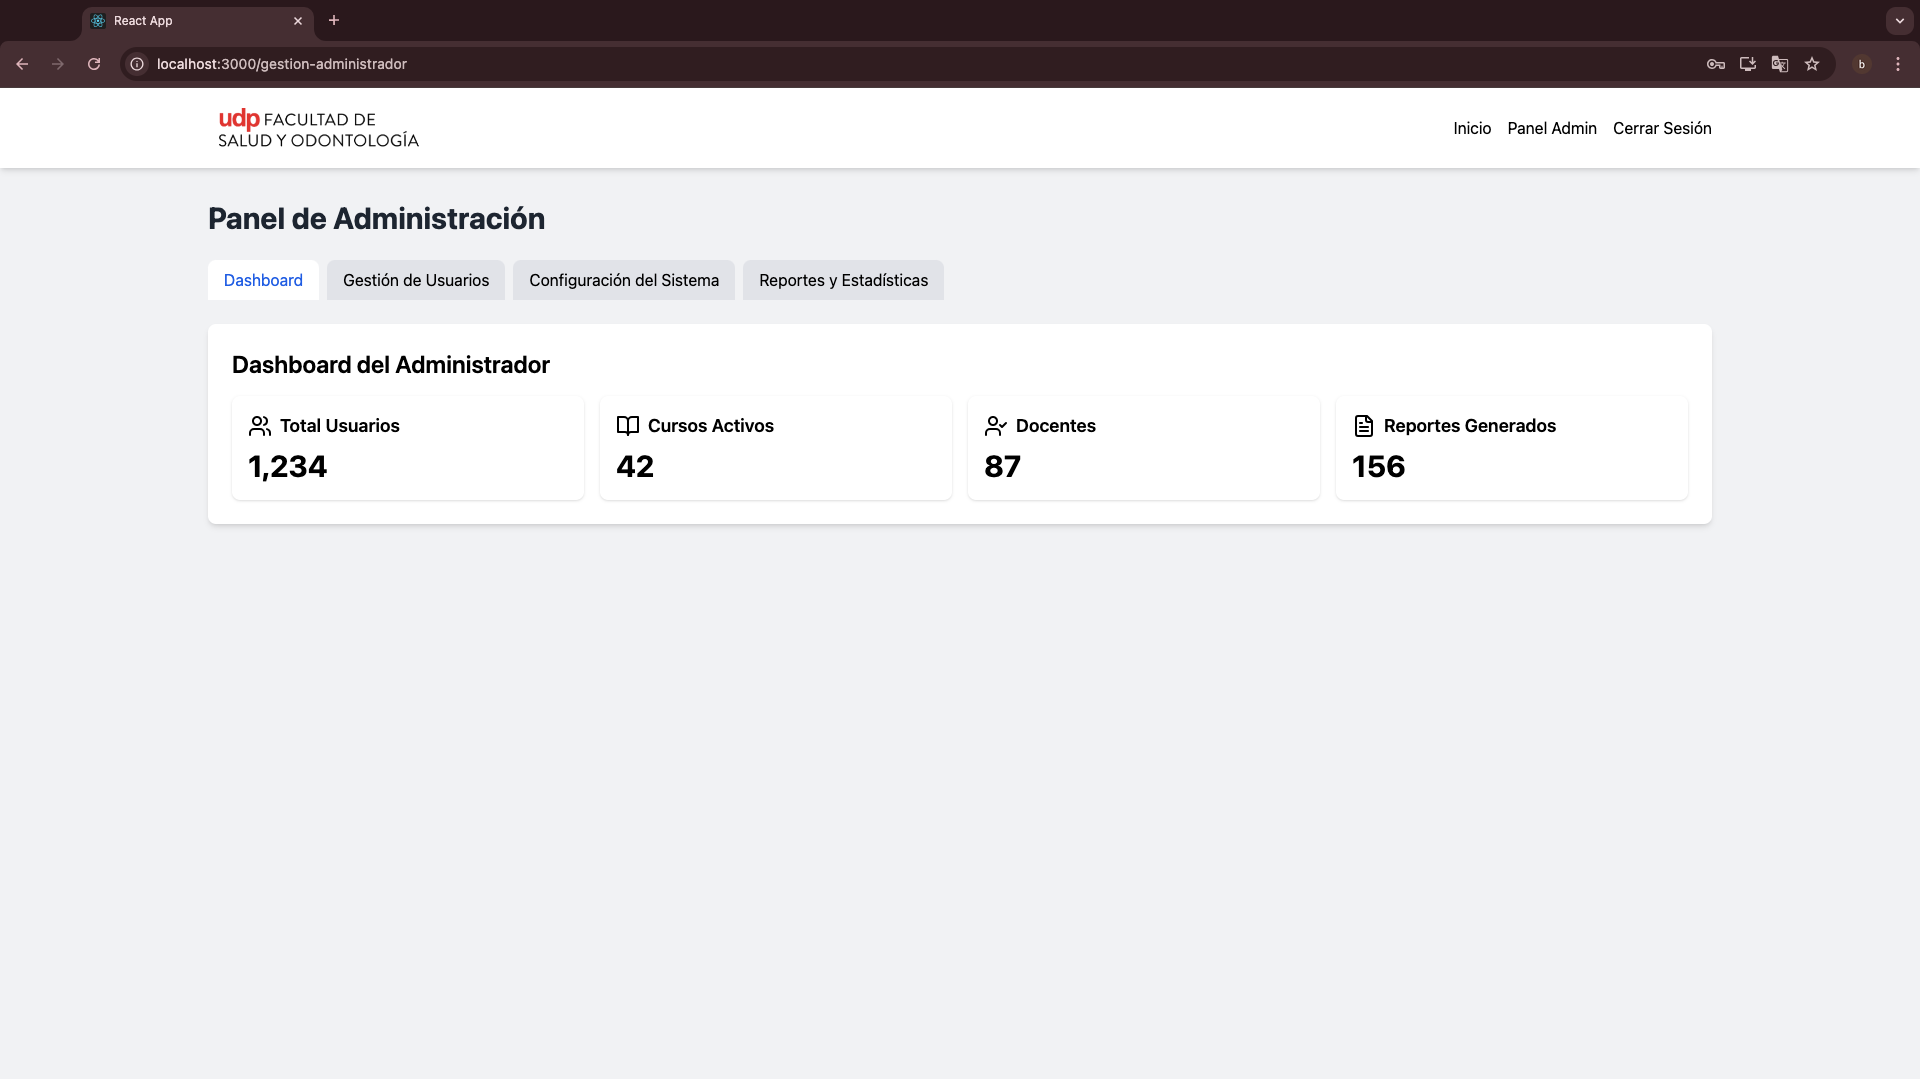 React App
localhost:3000/gestion-administrador
b
udp FACULTAD DE
SALUD Y ODONTOLOGÍA
Inicio Panel Admin Cerrar Sesión
Panel de Administración
Dashboard Gestión de Usuarios Configuración del Sistema Reportes y Estadísticas
Dashboard del Administrador
Total Usuarios
1,234
Cursos Activos
42
Docentes
87
Reportes Generados
156